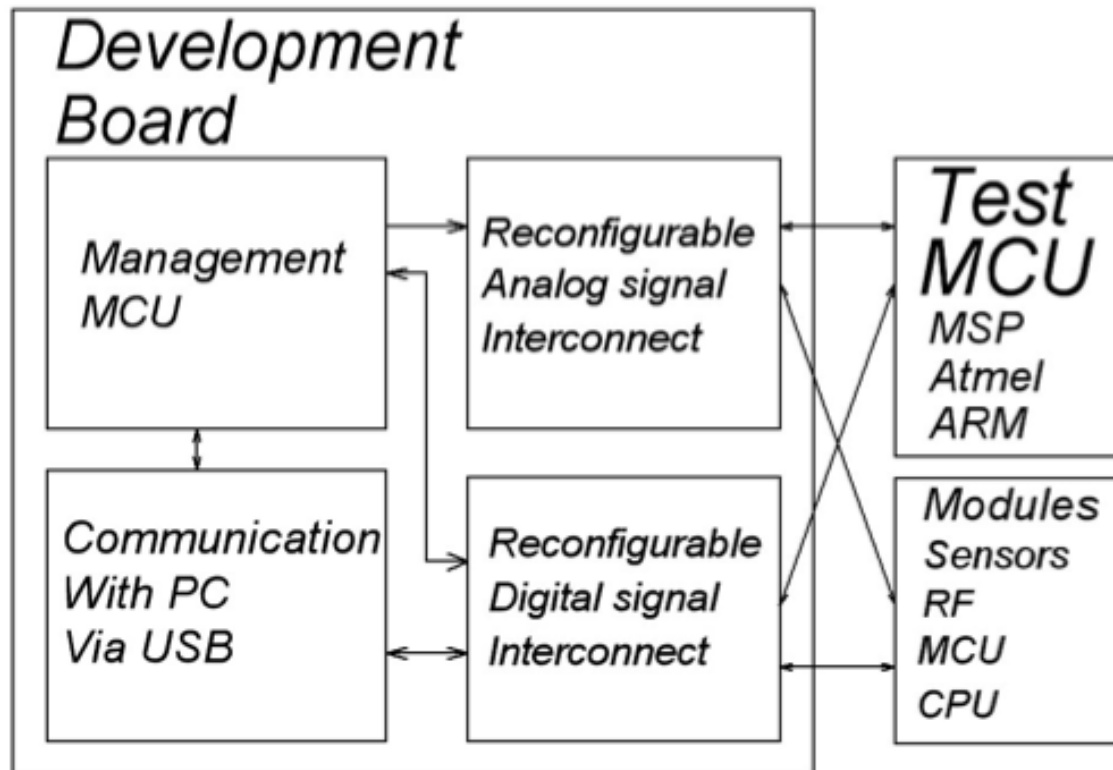 Development
Board
Management
MCU
Reconfigurable
Analog signal
Interconnect
Test
MCU
MSP
Atmel
ARM
Communication
With PC
Via USB
Reconfigurable
Digital signal
Interconnect
Modules
Sensors
RF
MCU
CPU